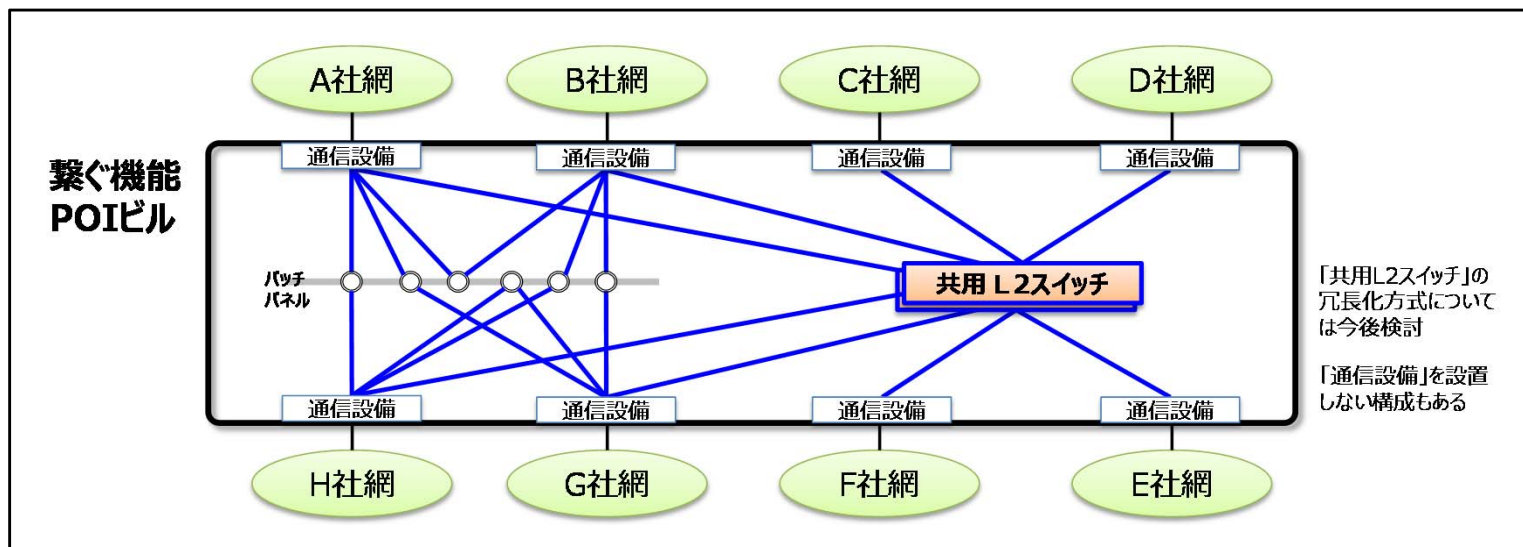 A社網
B社網
C社網
D社網
繋ぐ機能
POIビル
通信設備
通信設備
通信設備
通信設備
パッチ
パネル
共用L2スイッチ
「共用L2スイッチ」の
冗長化方式について
は今後検討
「通信設備」を設置
しない構成もある
通信設備
通信設備
通信設備
通信設備
H社網
G社網
F社網
E社網